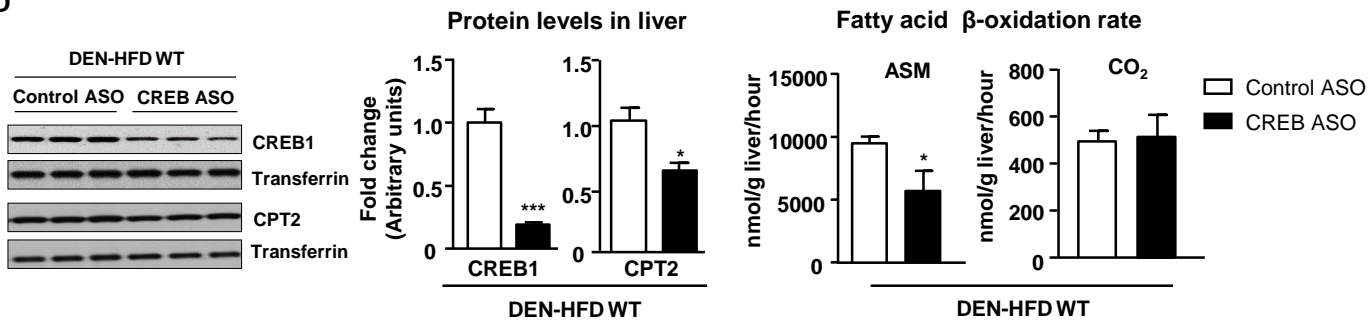 DEN-HFD WT
Control ASO CREB ASO
CREB1
Transferrin
CPT2
Transferrin
Protein levels in liver
Fold change
(Arbitrary units)
1.5
1.0
0.5
0
***
CREB1
1.5
1.0
0.5
0
*
CPT2
DEN-HFD WT
Fatty acid β-oxidation rate
nmol/g liver/hour
15000
10000
5000
0
ASM
*
nmol/g liver/hour
800
600
400
200
0
CO2
DEN-HFD WT
Control ASO
CREB ASO